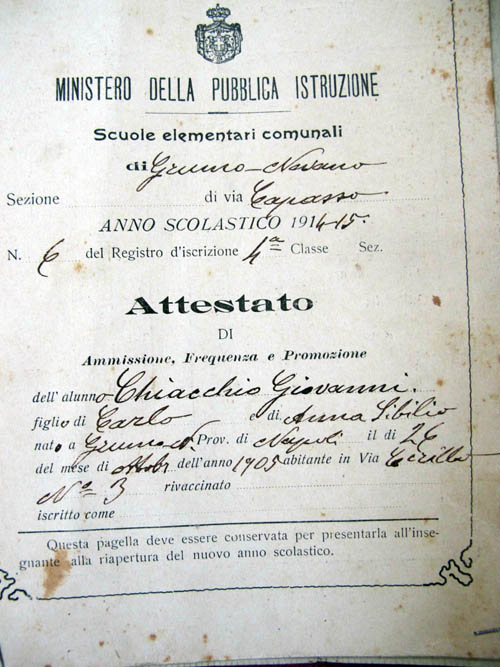 MINISTERO DELLA PUBBLICA ISTRUZIONE
Scuole elementari comunali
di Grumo-Nevano
Sezione di via Capasso
ANNO SCOLASTICO 1914-15.
N. 6 del Registro d'iscrizione 4ª Classe Sez.
Attestato
DI
Ammissione, Frequenza e Promozione
dell'alunno Chiacchio Giovanni.
figlio di Carlo e di Anna Sibilio
nato a Grumo N. Prov. di Napoli il dì 26
del mese di Ottobr dell'anno 1905 abitante in Via Cirillo
Nº 3 rivaccinato
iscritto come
Questa pagella deve essere conservata per presentarla all'inse-
gnante alla riapertura del nuovo anno scolastico.